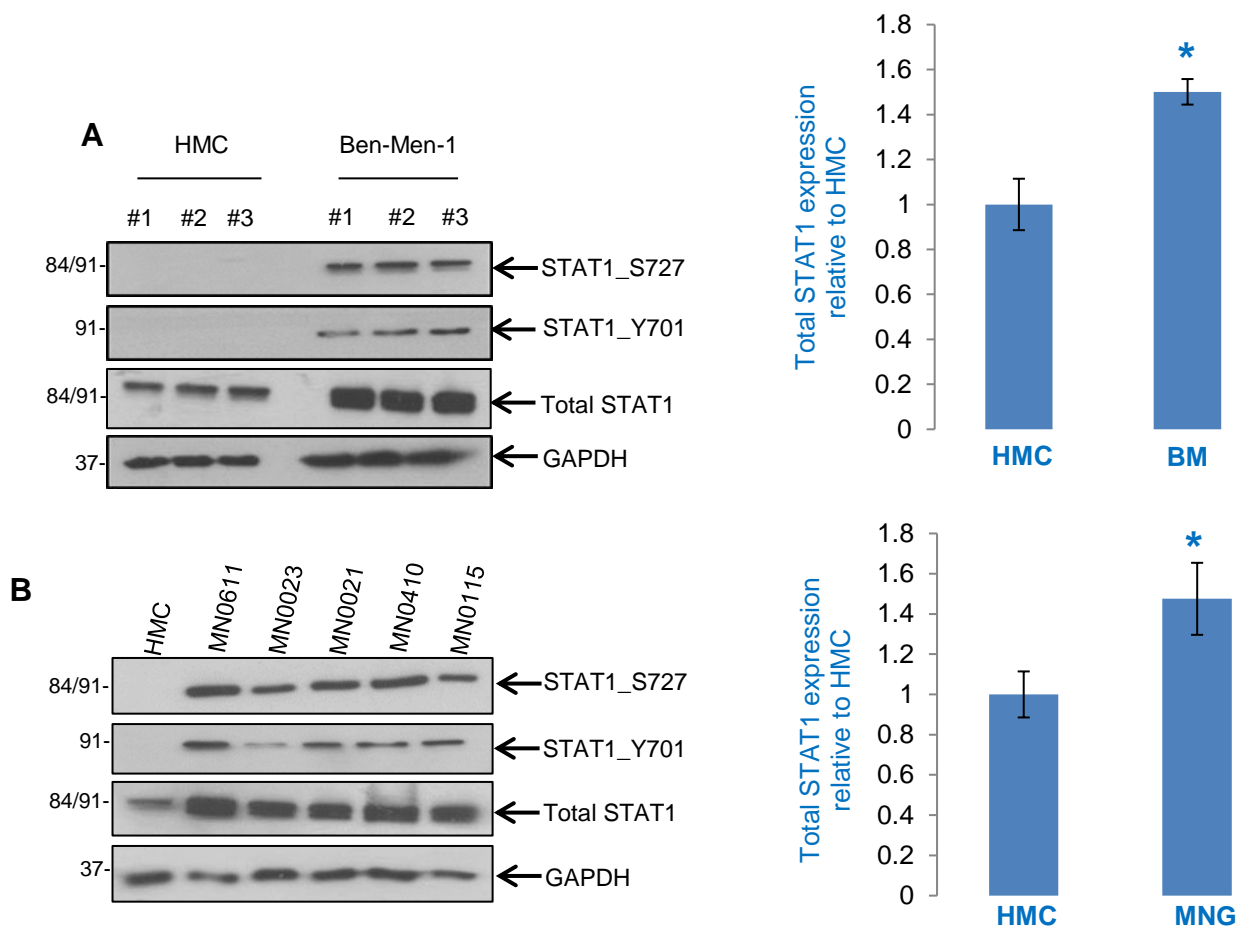 A
HMC
Ben-Men-1
#1 #2 #3 #1 #2 #3
84/91- STAT1_S727
91- STAT1_Y701
84/91- Total STAT1
37- GAPDH
Total STAT1 expression
relative to HMC
1.8
1.6
1.4
1.2
1
0.8
0.6
0.4
0.2
0
*
HMC BM
B
HMC MN0611 MN0023 MN0021 MN0410 MN0115
84/91- STAT1_S727
91- STAT1_Y701
84/91- Total STAT1
37- GAPDH
Total STAT1 expression
relative to HMC
1.8
1.6
1.4
1.2
1
0.8
0.6
0.4
0.2
0
*
HMC MNG